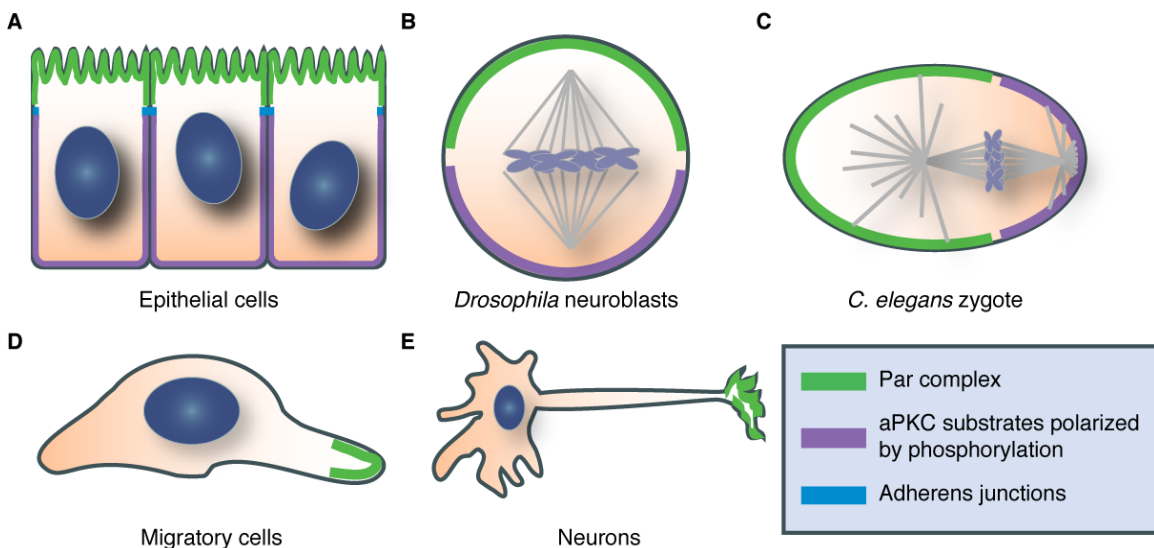 A
B
C
Epithelial cells
Drosophila neuroblasts
C. elegans zygote
D
E
Migratory cells
Neurons
Par complex
aPKC substrates polarized
by phosphorylation
Adherens junctions